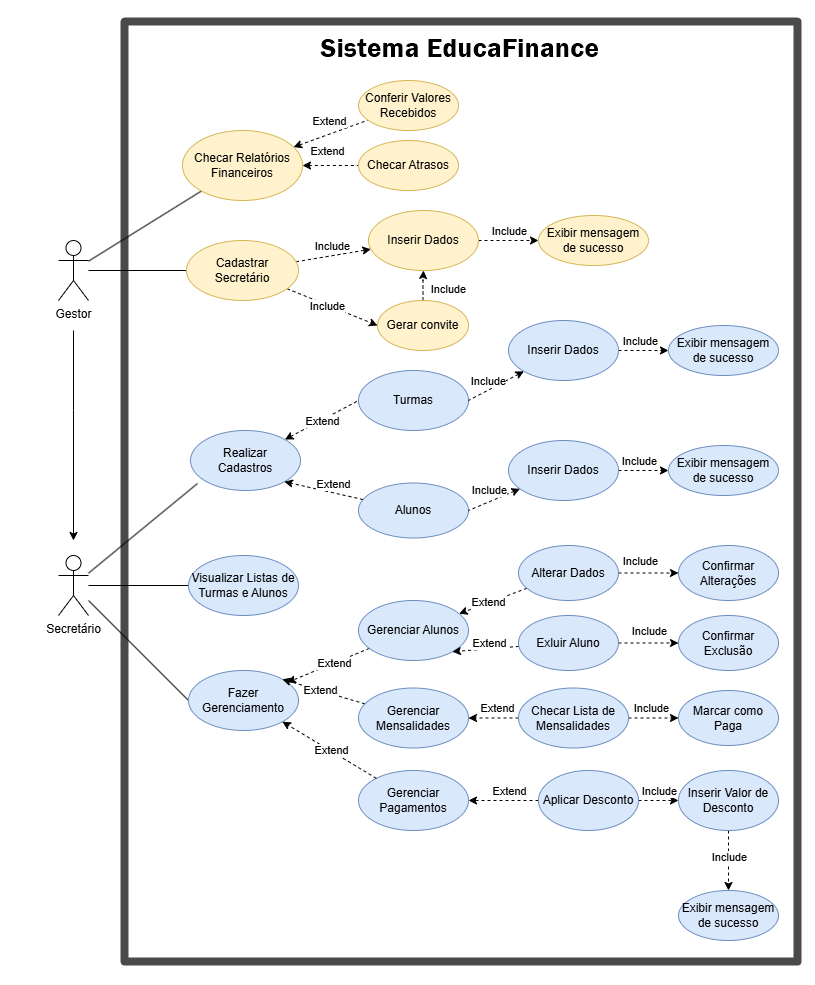 Sistema EducaFinance
Conferir Valores
Recebidos
Extend
Extend
Checar Relatórios
Financeiros
Checar Atrasos
Inserir Dados
Include
Exibir mensagem
de sucesso
Include
Cadastrar
Secretário
Include
Include
Gerar convite
Gestor
Inserir Dados
Include
Exibir mensagem
de sucesso
Include
Turmas
Extend
Realizar
Cadastros
Inserir Dados
Include
Exibir mensagem
de sucesso
Extend
Include
Alunos
Alterar Dados
Include
Confirmar
Alterações
Visualizar Listas de
Turmas e Alunos
Extend
Secretário
Gerenciar Alunos
Extend
Exluir Aluno
Include
Confirmar
Exclusão
Extend
Extend
Fazer
Gerenciamento
Gerenciar
Mensalidades
Extend
Checar Lista de
Mensalidades
Include
Marcar como
Paga
Extend
Gerenciar
Pagamentos
Extend
Aplicar Desconto
Include
Inserir Valor de
Desconto
Include
Exibir mensagem
de sucesso